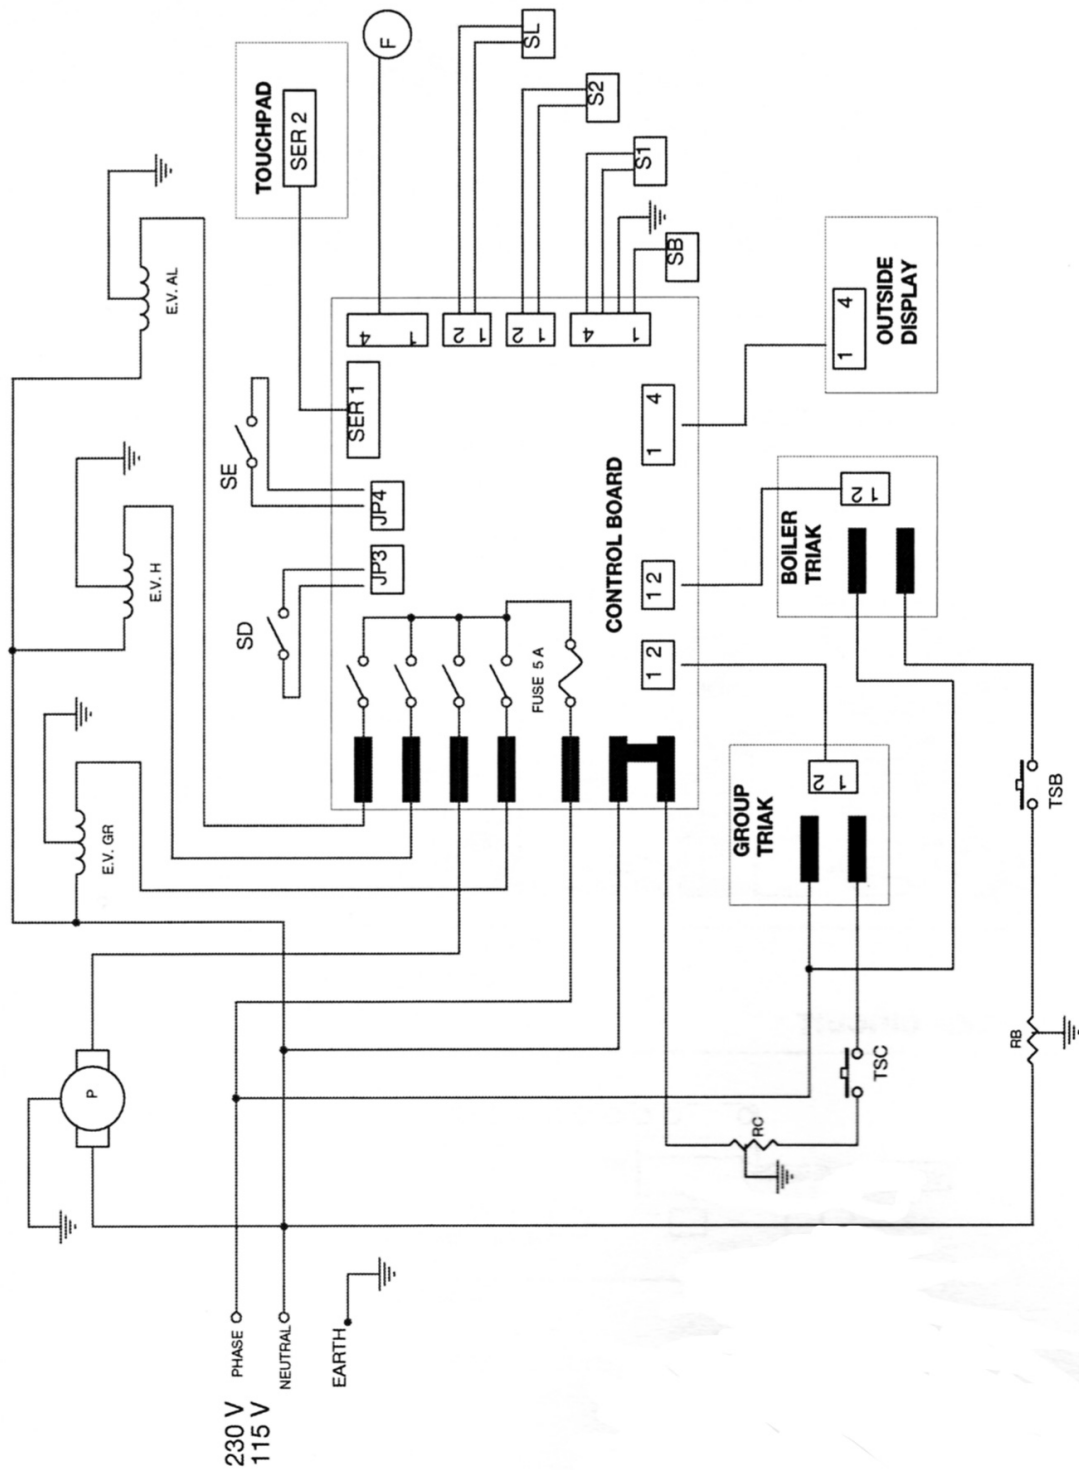 230 V
115 V
PHASE
NEUTRAL
EARTH
P
E.V. GR
E.V. H
E.V. AL
SD
SE
TOUCHPAD
SER 2
F
SL
S2
S1
SB
JP3
JP4
SER 1
4 1
1 2
1 2
4 1
FUSE 5 A
CONTROL BOARD
1 2
1 2
1 4
GROUP
TRIAK
1 2
BOILER
TRIAK
1 2
OUTSIDE
DISPLAY
1 4
RC
TSC
RB
TSB